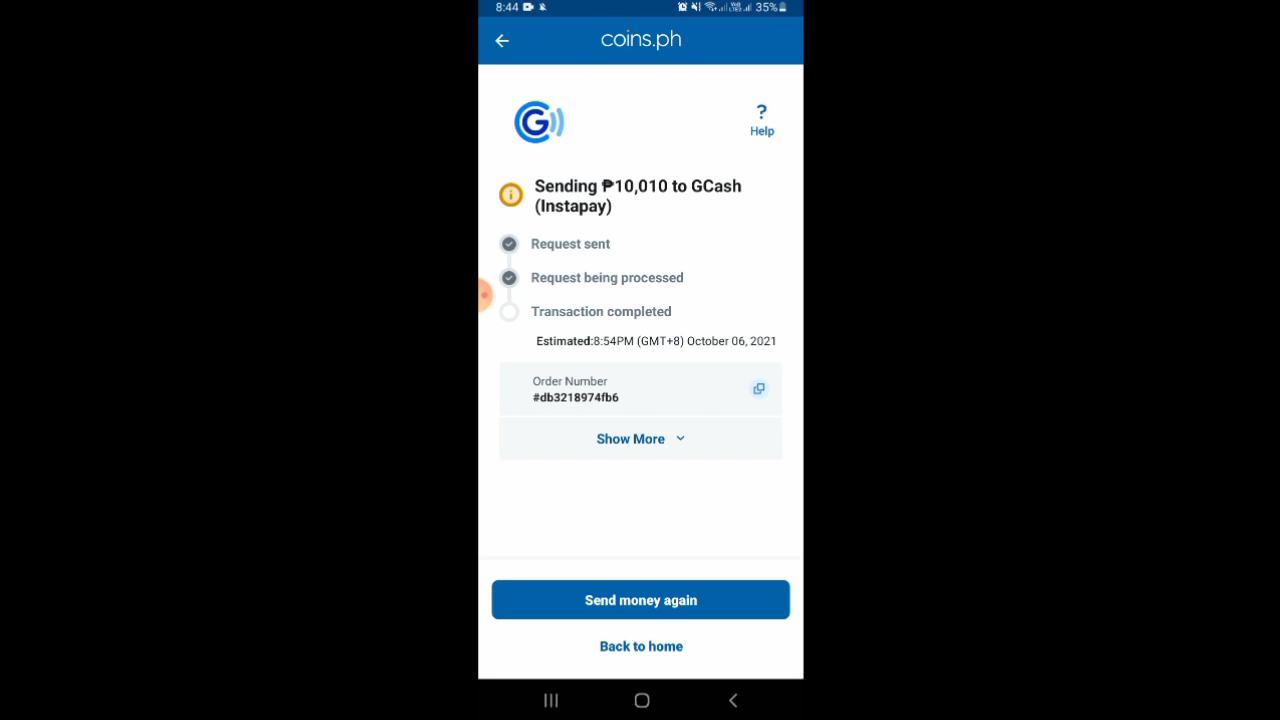 8:44 35%
coins.ph
G
?
Help
Sending ₱10,010 to GCash
(Instapay)
Request sent
Request being processed
Transaction completed
Estimated:8:54PM (GMT+8) October 06, 2021
Order Number
#db3218974fb6
Show More
Send money again
Back to home